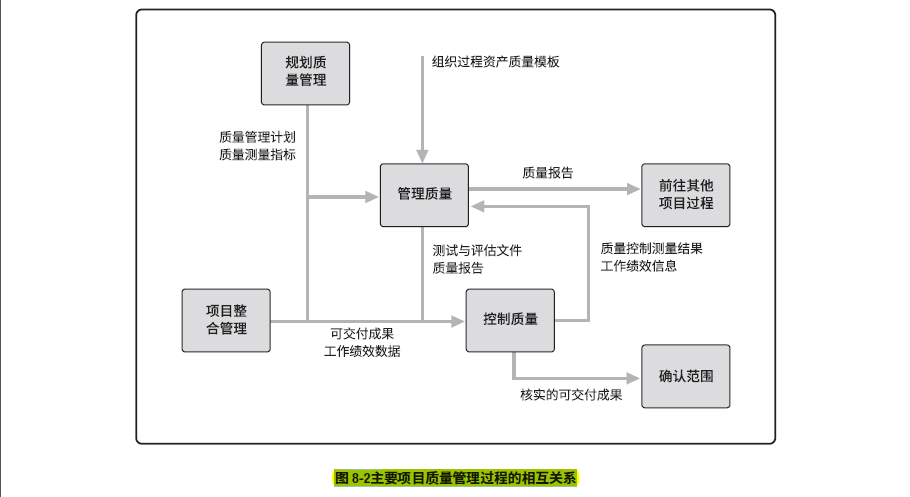 规划质
量管理
组织过程资产质量模板
质量管理计划
质量测量指标
管理质量
质量报告
前往其他
项目过程
测试与评估文件
质量报告
质量控制测量结果
工作绩效信息
项目整
合管理
可交付成果
工作绩效数据
控制质量
确认范围
核实的可交付成果
图 8-2主要项目质量管理过程的相互关系